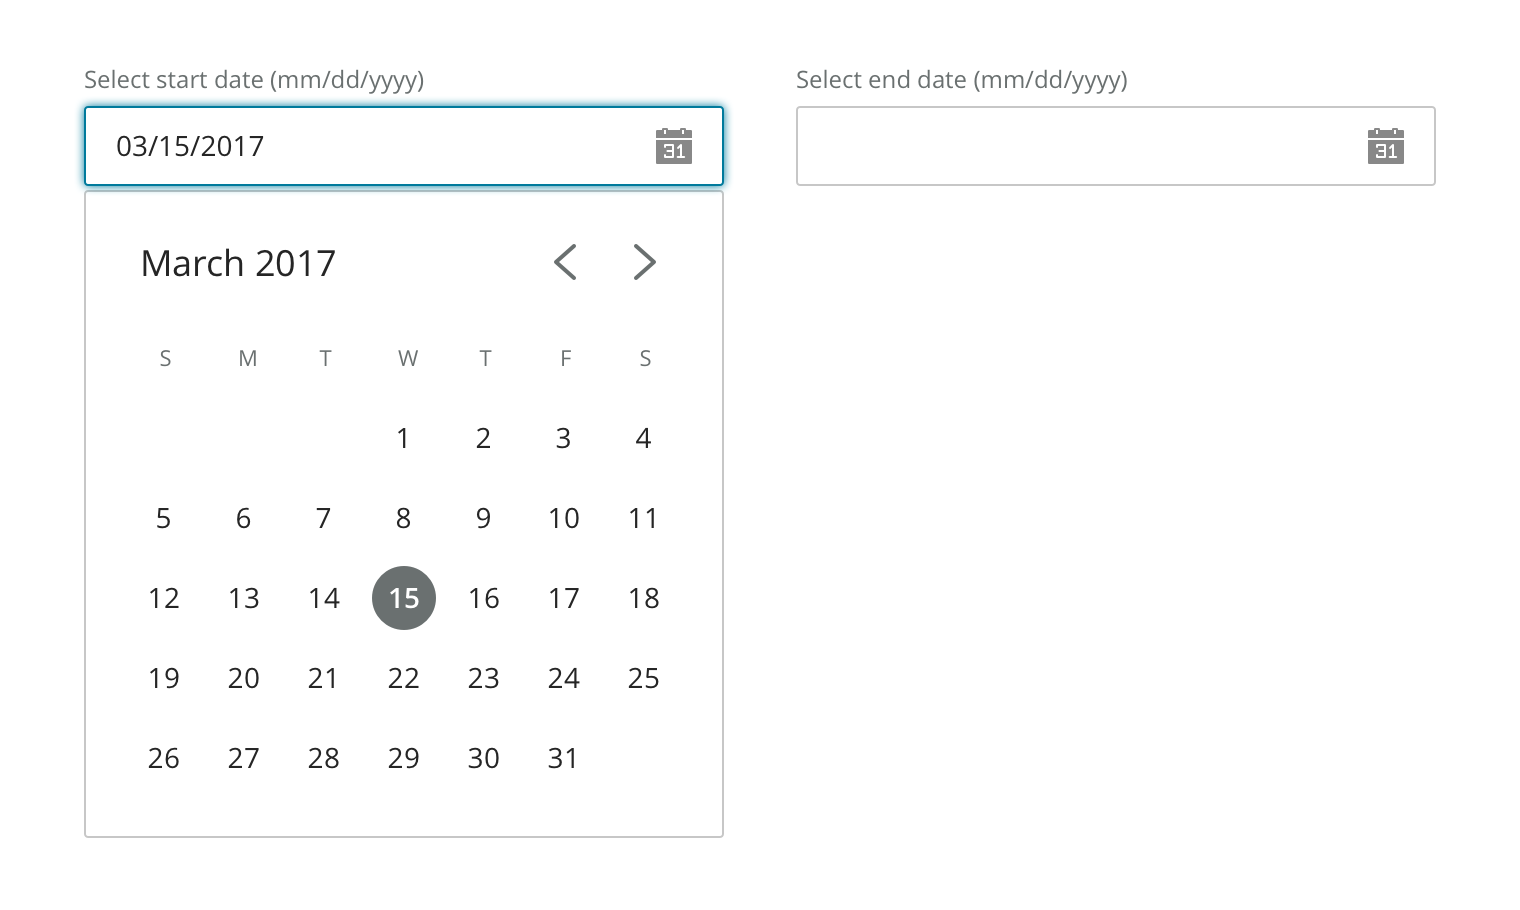 Select start date (mm/dd/yyyy)
03/15/2017
31
March 2017
S M T W T F S
1 2 3 4
5 6 7 8 9 10 11
12 13 14 15 16 17 18
19 20 21 22 23 24 25
26 27 28 29 30 31
Select end date (mm/dd/yyyy)
31